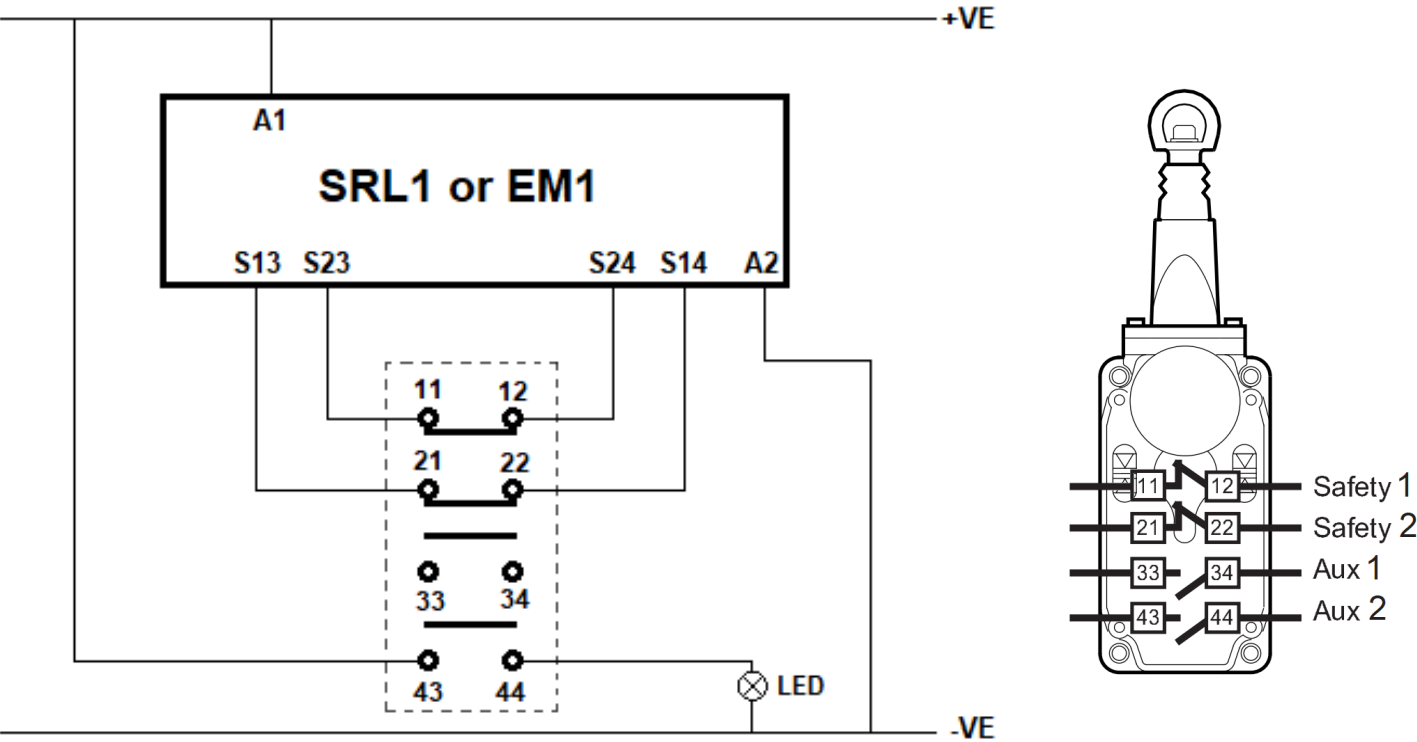 +VE
A1
SRL1 or EM1
S13 S23 S24 S14 A2
11 12
21 22
33 34
43 44
LED
-VE
11 12 Safety 1
21 22 Safety 2
33 34 Aux 1
43 44 Aux 2